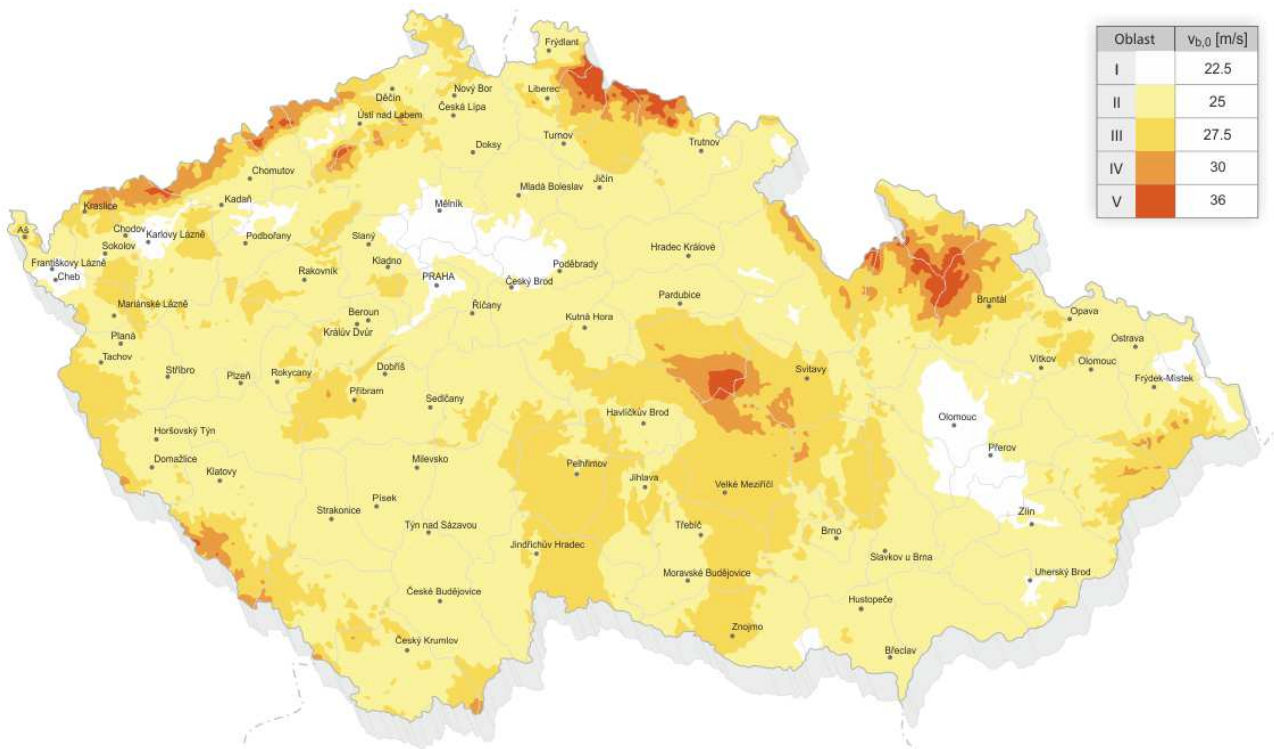 Oblast v_b,0 [m/s]
I 22.5
II 25
III 27.5
IV 30
V 36
Frýdlant
Děčín
Nový Bor
Liberec
Česká Lípa
Ústí nad Labem
Turnov
Doksy
Trutnov
Chomutov
Jičín
Mladá Boleslav
Kadaň
Kraslice
Mělník
Aš
Chodov
Karlovy Lázně
Podbořany
Slaný
Sokolov
Hradec Králové
Františkovy Lázně
Kladno
Rakovník
Poděbrady
Cheb
PRAHA
Český Brod
Mariánské Lázně
Pardubice
Bruntál
Říčany
Beroun
Opava
Kutná Hora
Králův Dvůr
Planá
Ostrava
Tachov
Vítkov
Olomouc
Dobříš
Svitavy
Stříbro
Plzeň
Rokycany
Frýdek-Místek
Příbram
Sedlčany
Havlíčkův Brod
Olomouc
Horšovský Týn
Přerov
Milevsko
Pelhřimov
Domažlice
Klatovy
Jihlava
Velké Meziříčí
Písek
Strakonice
Zlín
Týn nad Sázavou
Třebíč
Brno
Jindřichův Hradec
Slavkov u Brna
Moravské Budějovice
Uherský Brod
České Budějovice
Hustopeče
Znojmo
Český Krumlov
Břeclav